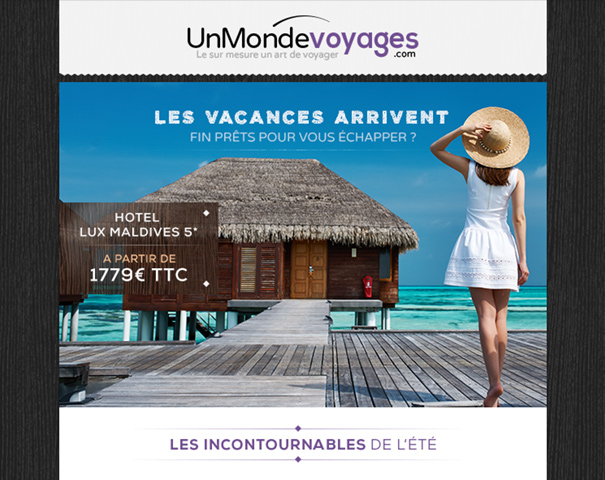 UnMondevoyages
.com
Le sur mesure un art de voyager
LES VACANCES ARRIVENT
FIN PRÊTS POUR VOUS ÉCHAPPER ?
HOTEL
LUX MALDIVES 5*
A PARTIR DE
1779€ TTC
LES INCONTOURNABLES DE L'ÉTÉ